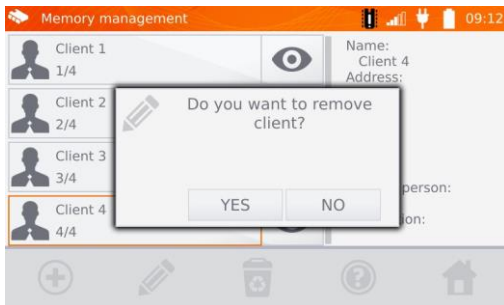 Memory management
09:12
Client 1
1/4
Client 2
2/4
Client 3
3/4
Client 4
4/4
Name:
Client 4
Address:
person:
ion:
Do you want to remove
client?
YES
NO